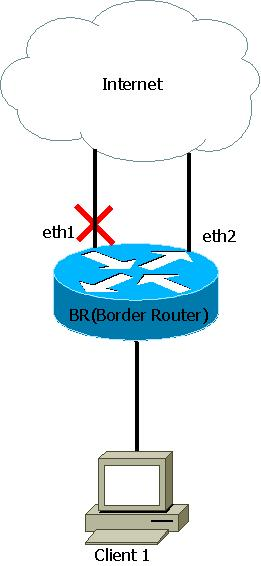 Internet
eth1
eth2
BR(Border Router)
Client 1